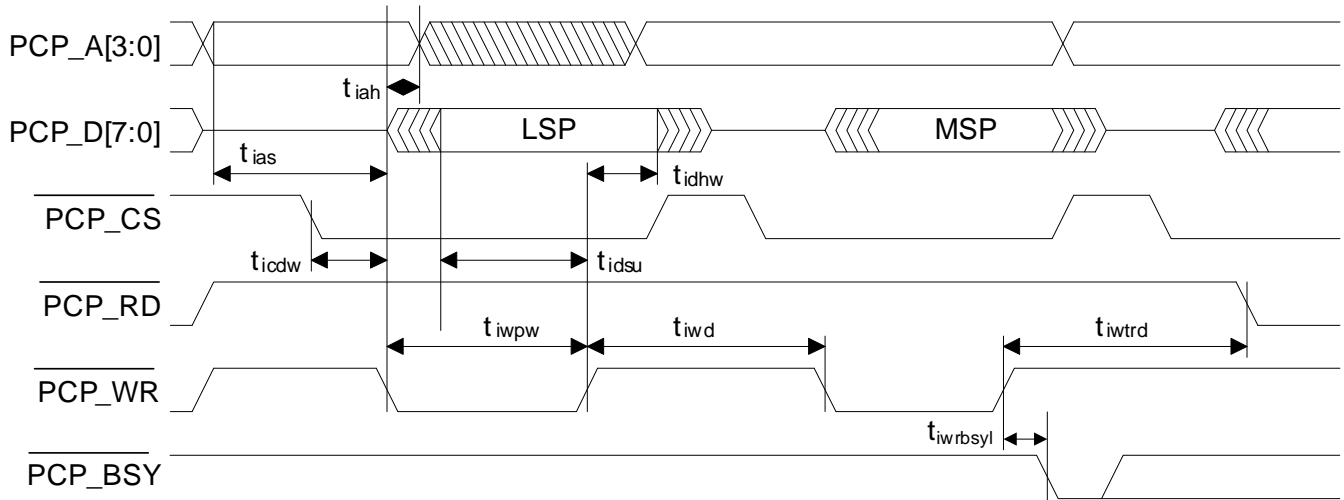 PCP_A[3:0]
t iah
PCP_D[7:0]
LSP
MSP
t ias
t idhw
PCP_CS
t icdw
t idsu
PCP_RD
t iwpw
t iwd
t iwtrd
PCP_WR
t iwrbsyl
PCP_BSY